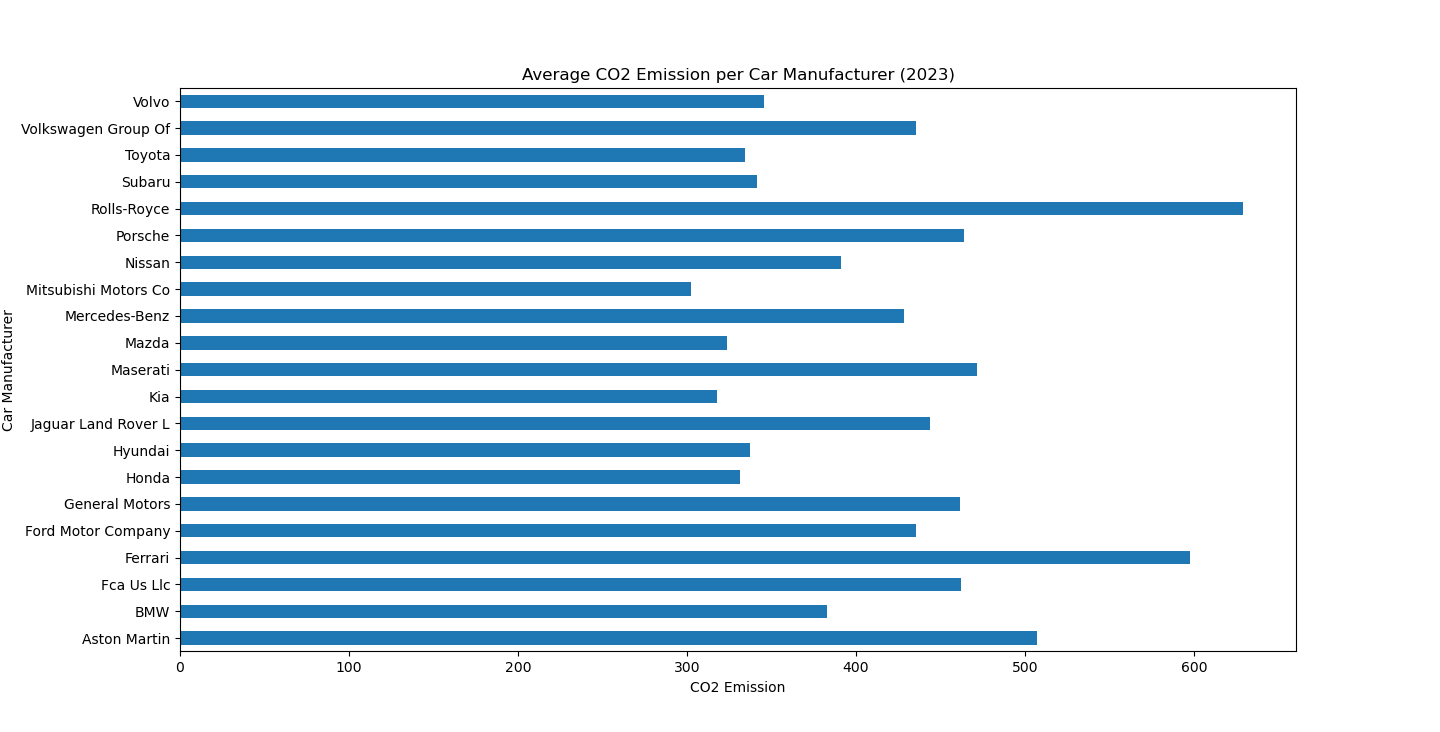 Average CO2 Emission per Car Manufacturer (2023)
Car Manufacturer
Volvo
Volkswagen Group Of
Toyota
Subaru
Rolls-Royce
Porsche
Nissan
Mitsubishi Motors Co
Mercedes-Benz
Mazda
Maserati
Kia
Jaguar Land Rover L
Hyundai
Honda
General Motors
Ford Motor Company
Ferrari
Fca Us Llc
BMW
Aston Martin
0 100 200 300 400 500 600
CO2 Emission